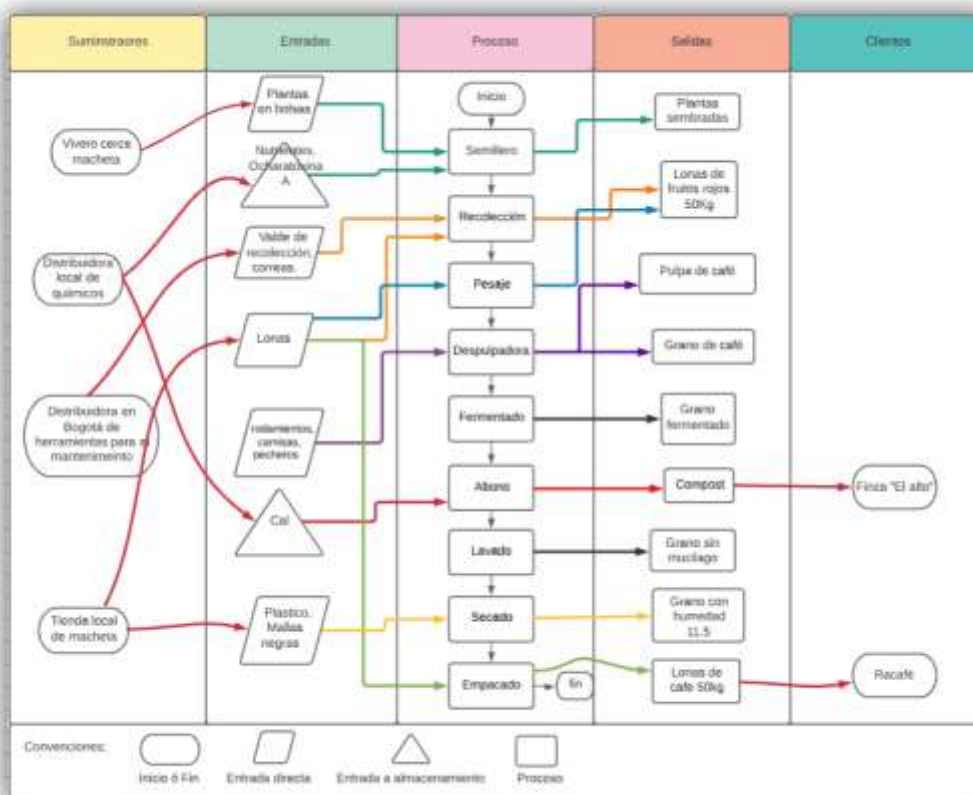 Suministraores
Entradas
Proceso
Salidas
Clientes
Vivero cerca
macheta
Distribuidora
local de
químicos
Distribuidora en
Bogotá de
herramientas para el
mantenimeinto
Tienda local
de macheta
Plantas
en bolsas
Nutrientes,
Ocharatoxina
A
Valde de
recolección,
correas.
Lonas
rodamientos,
camisas,
pecheros
Cal
Plastico,
Mallas
negras
Inicio
Semillero
Recolección
Pesaje
Despulpadora
Fermentado
Abono
Lavado
Secado
Empacado
fin
Plantas
sembradas
Lonas de
frutos rojos
50Kg
Pulpa de café
Grano de café
Grano
fermentado
Compost
Grano sin
mucilago
Grano con
humedad
11.5
Lonas de
cafe 50kg
Finza "El alto"
Racafé
Convenciones:
Inicio ó Fin
Entrada directa
Entrada a almacenamiento
Proceso